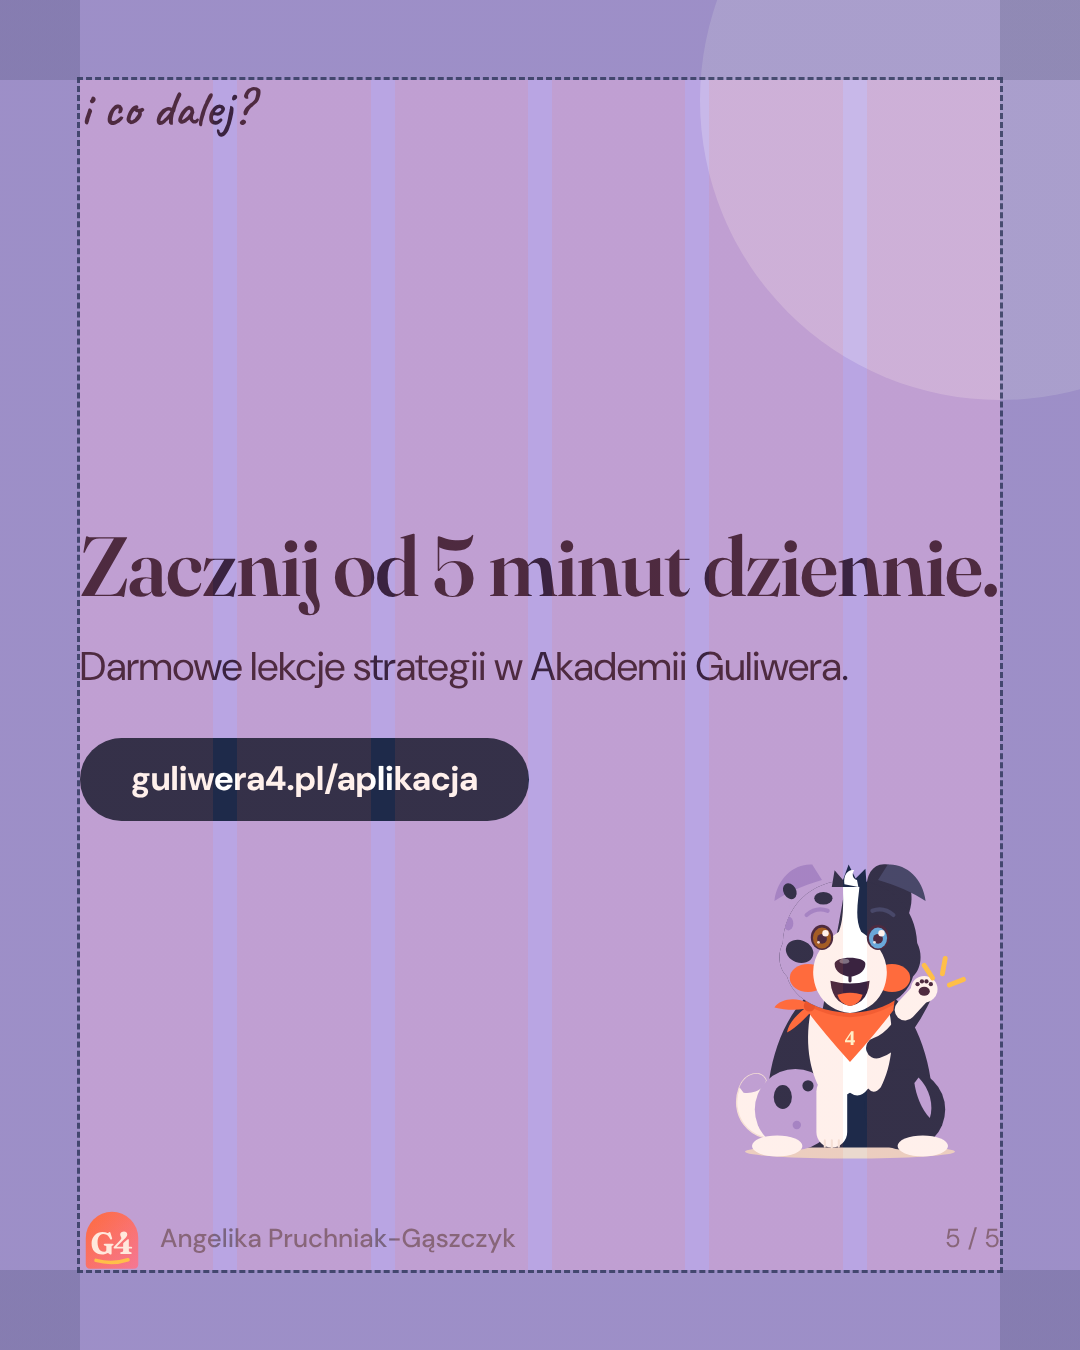 i co dalej?
Zacznij od 5 minut dziennie.
Darmowe lekcje strategii w Akademii Guliwera.
guliwera4.pl/aplikacja
4
G4
Angelika Pruchniak-Gąszczyk
5 / 5